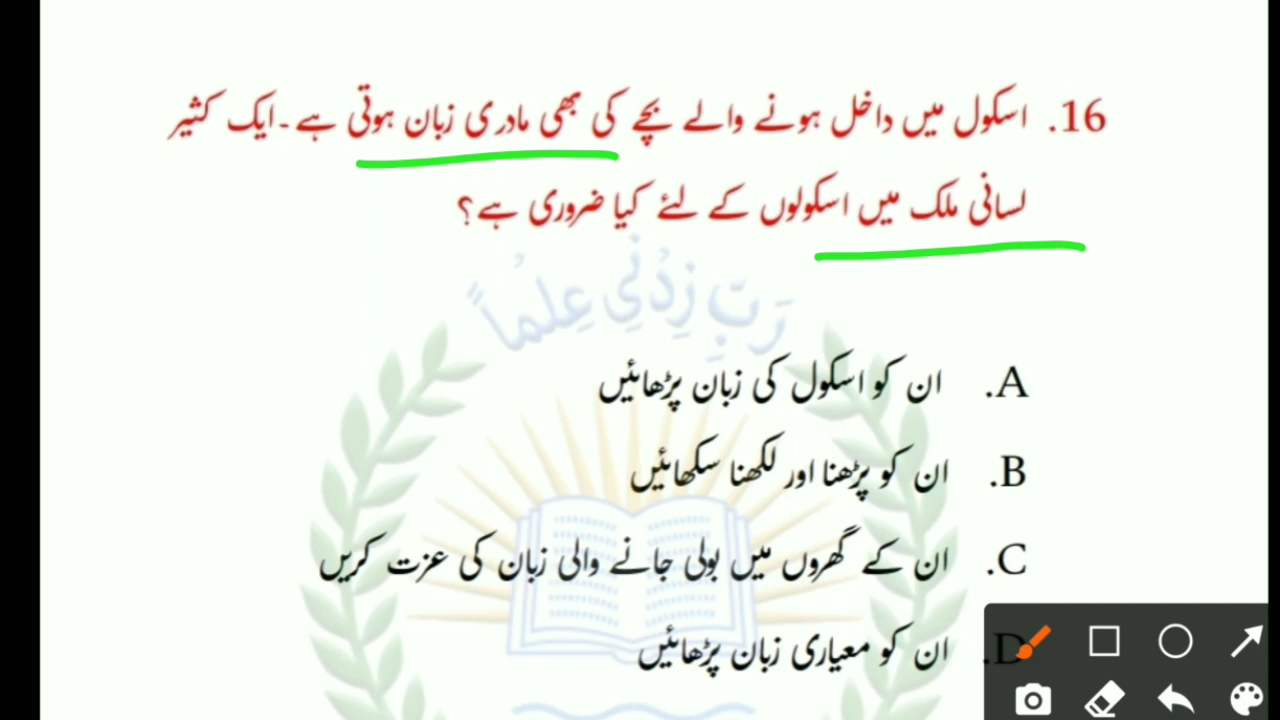 16. اسکول میں داخل ہونے والے بچے کی بھی مادری زبان ہوتی ہے۔ ایک کثیر
لسانی ملک میں اسکولوں کے لئے کیا ضروری ہے؟
رَبِّ زِدْنِی عِلْماً
A. ان کو اسکول کی زبان پڑھائیں
B. ان کو پڑھنا اور لکھنا سکھائیں
C. ان کے گھروں میں بولی جانے والی زبان کی عزت کریں
D. ان کو معیاری زبان پڑھائیں